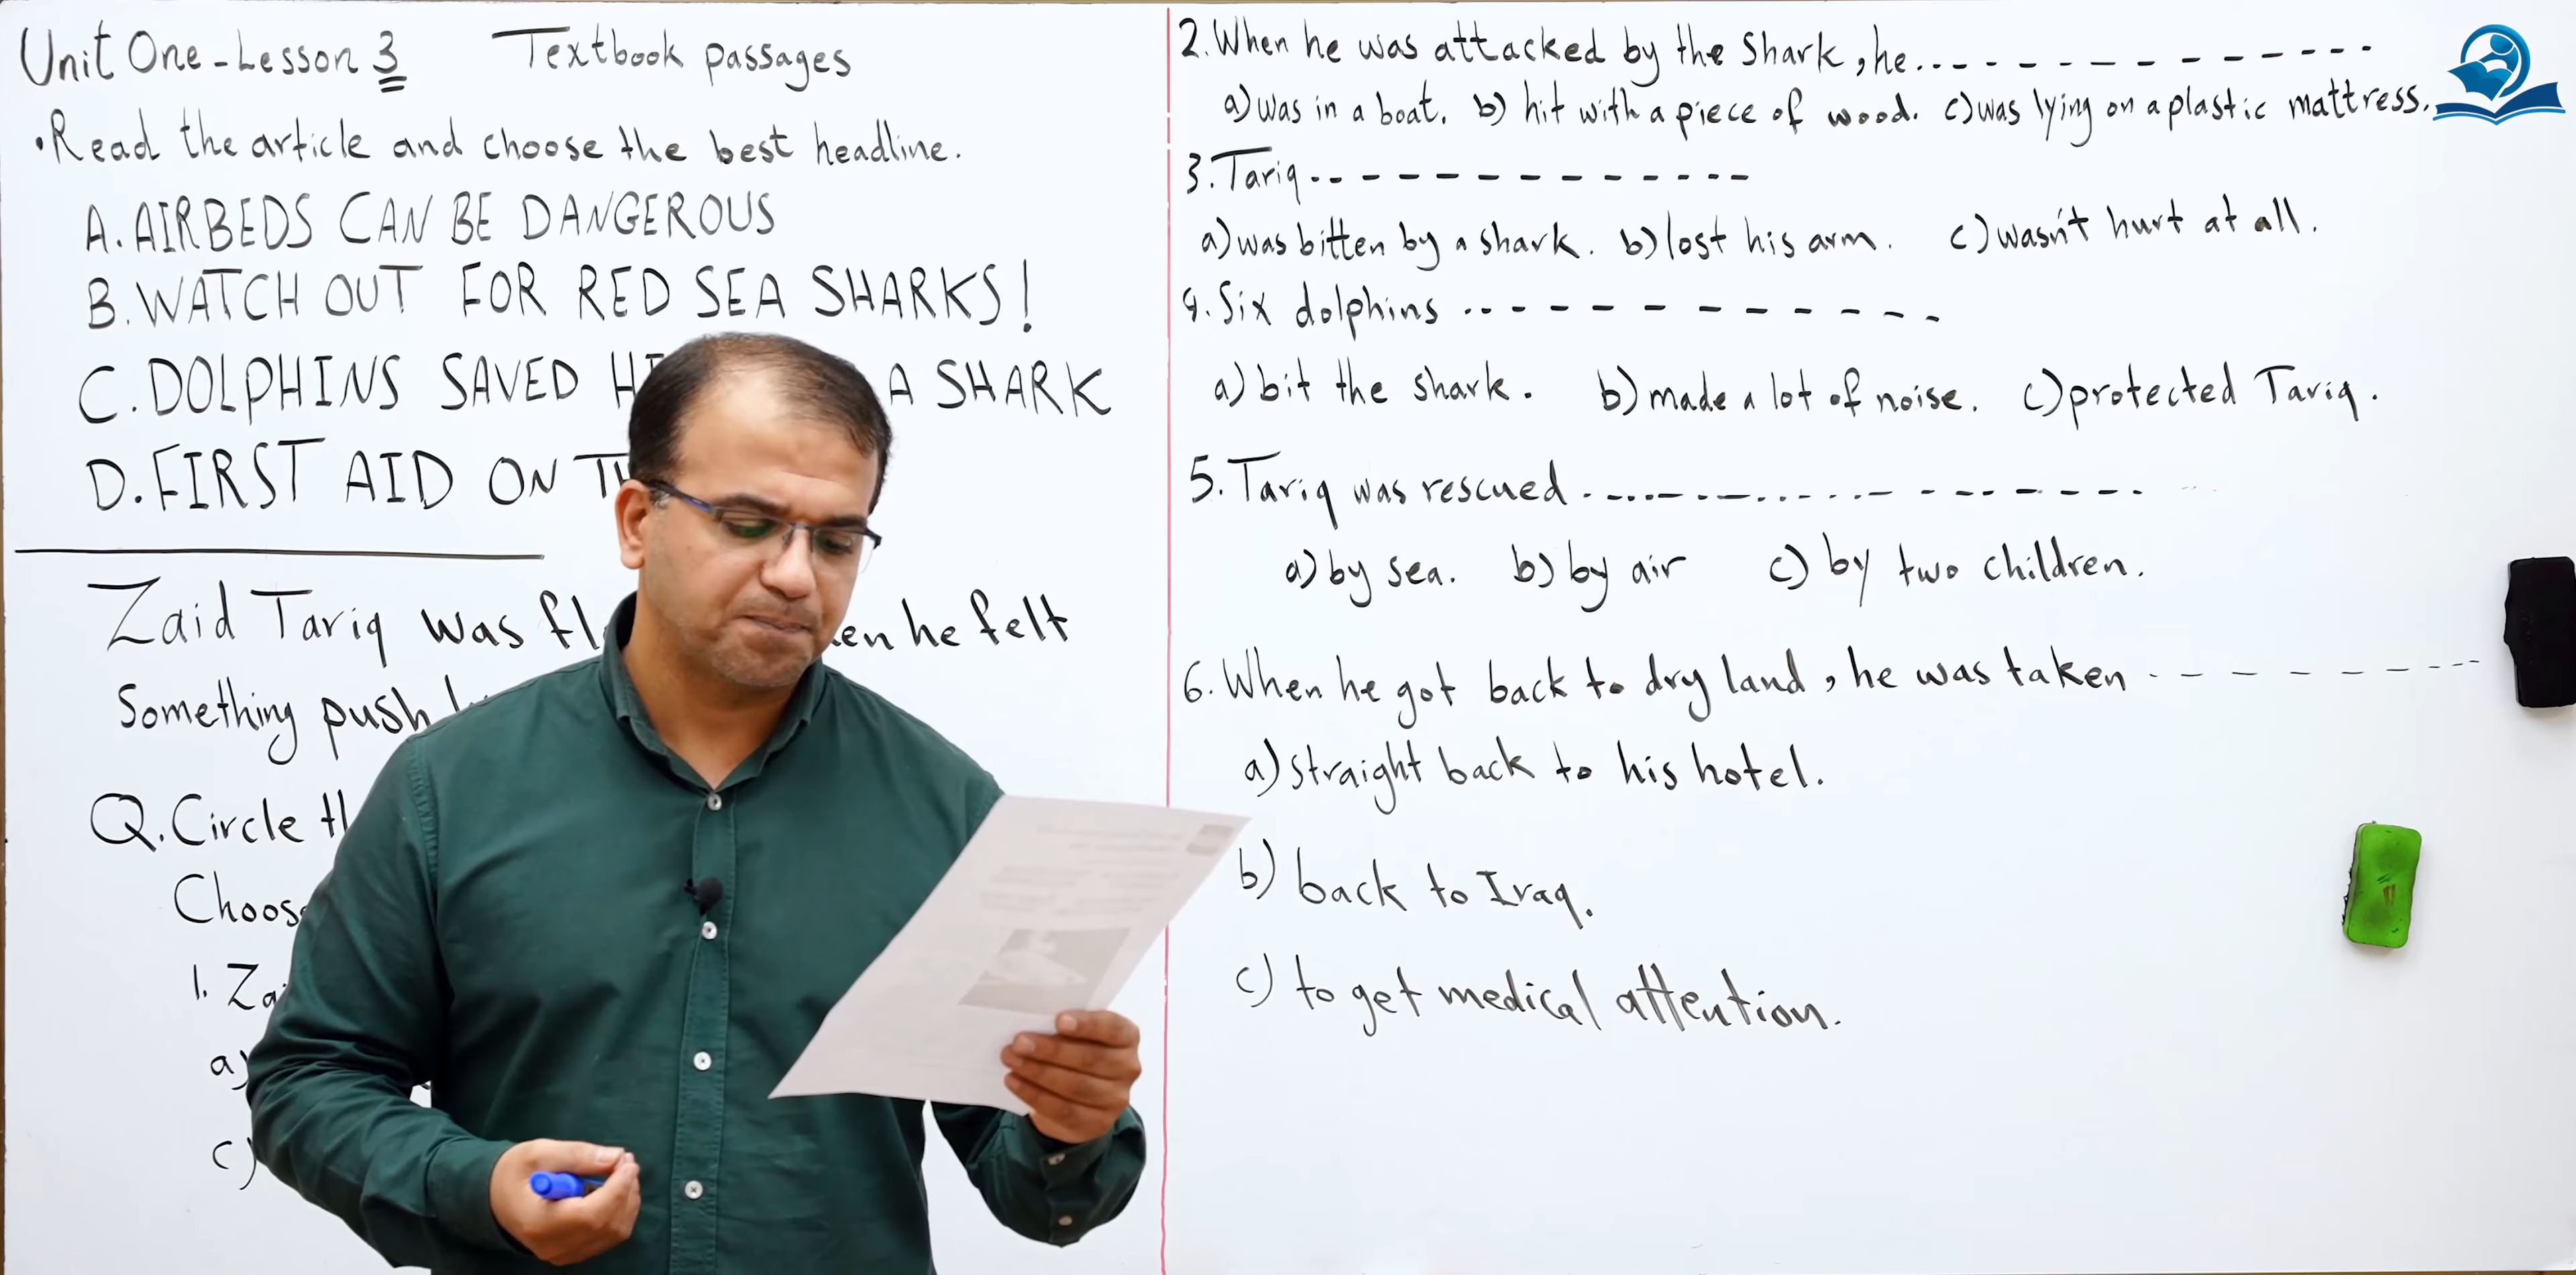 Unit One - Lesson 3 Textbook passages
• Read the article and choose the best headline.
A. AIRBEDS CAN BE DANGEROUS
B. WATCH OUT FOR RED SEA SHARKS!
C. DOLPHINS SAVED A SHARK
D. FIRST AID ON
Zaid Tariq was he felt
Something push
Q. Circle
1.
a)
c)
2. When he was attacked by the Shark, he..------------
a) was in a boat. b) hit with a piece of wood. c) was lying on a plastic mattress.
3. Tariq..-------------
a) was bitten by a shark. b) lost his arm. c) wasn't hurt at all.
4. Six dolphins ..------------
a) bit the shark. b) made a lot of noise. c) protected Tariq.
5. Tariq was rescued .------------
a) by sea. b) by air c) by two children.
6. When he got back to dry land, he was taken .---------
a) straight back to his hotel.
b) back to Iraq.
c) to get medical attention.